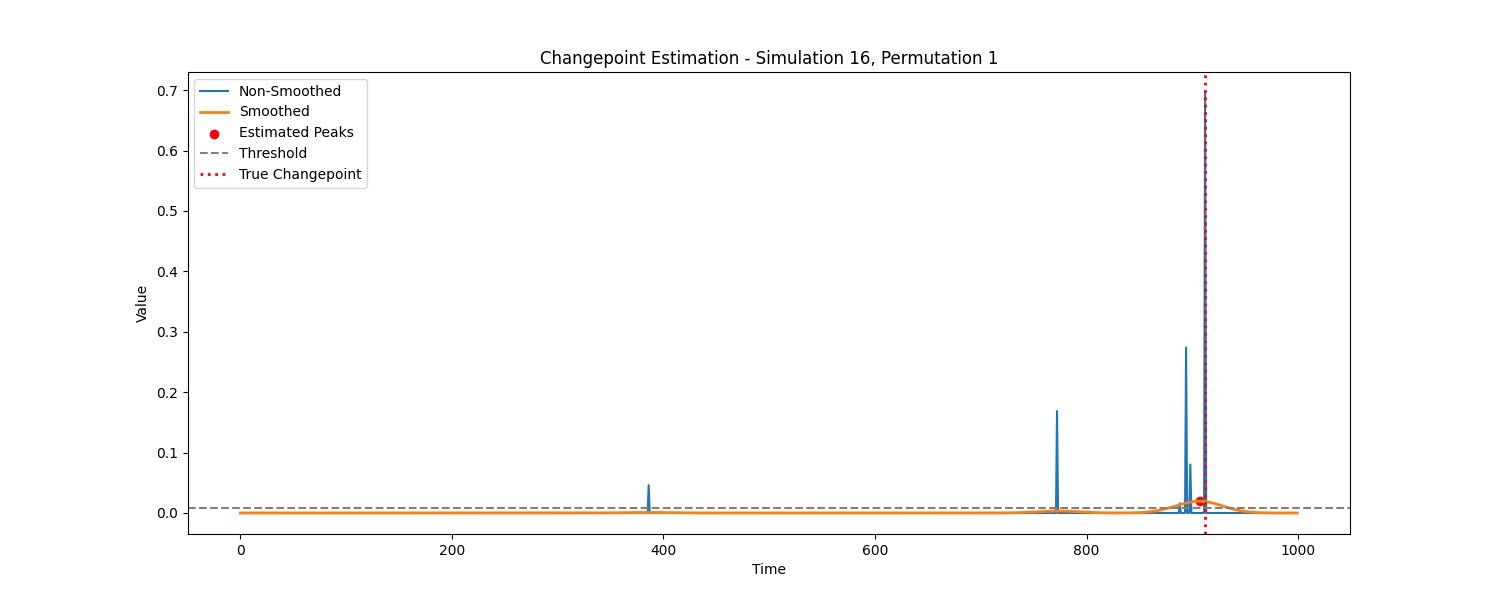 Changepoint Estimation - Simulation 16, Permutation 1
Non-Smoothed
Smoothed
Estimated Peaks
Threshold
True Changepoint
0.7
0.6
0.5
0.4
0.3
0.2
0.1
0.0
Value
0
200
400
600
800
1000
Time